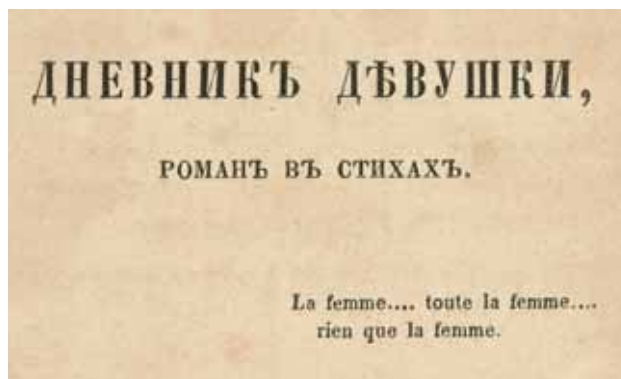 ДНЕВНИКЪ ДѢВУШКИ,
РОМАНЪ ВЪ СТИХАХЪ.
La femme.... toute la femme....
rien que la femme.